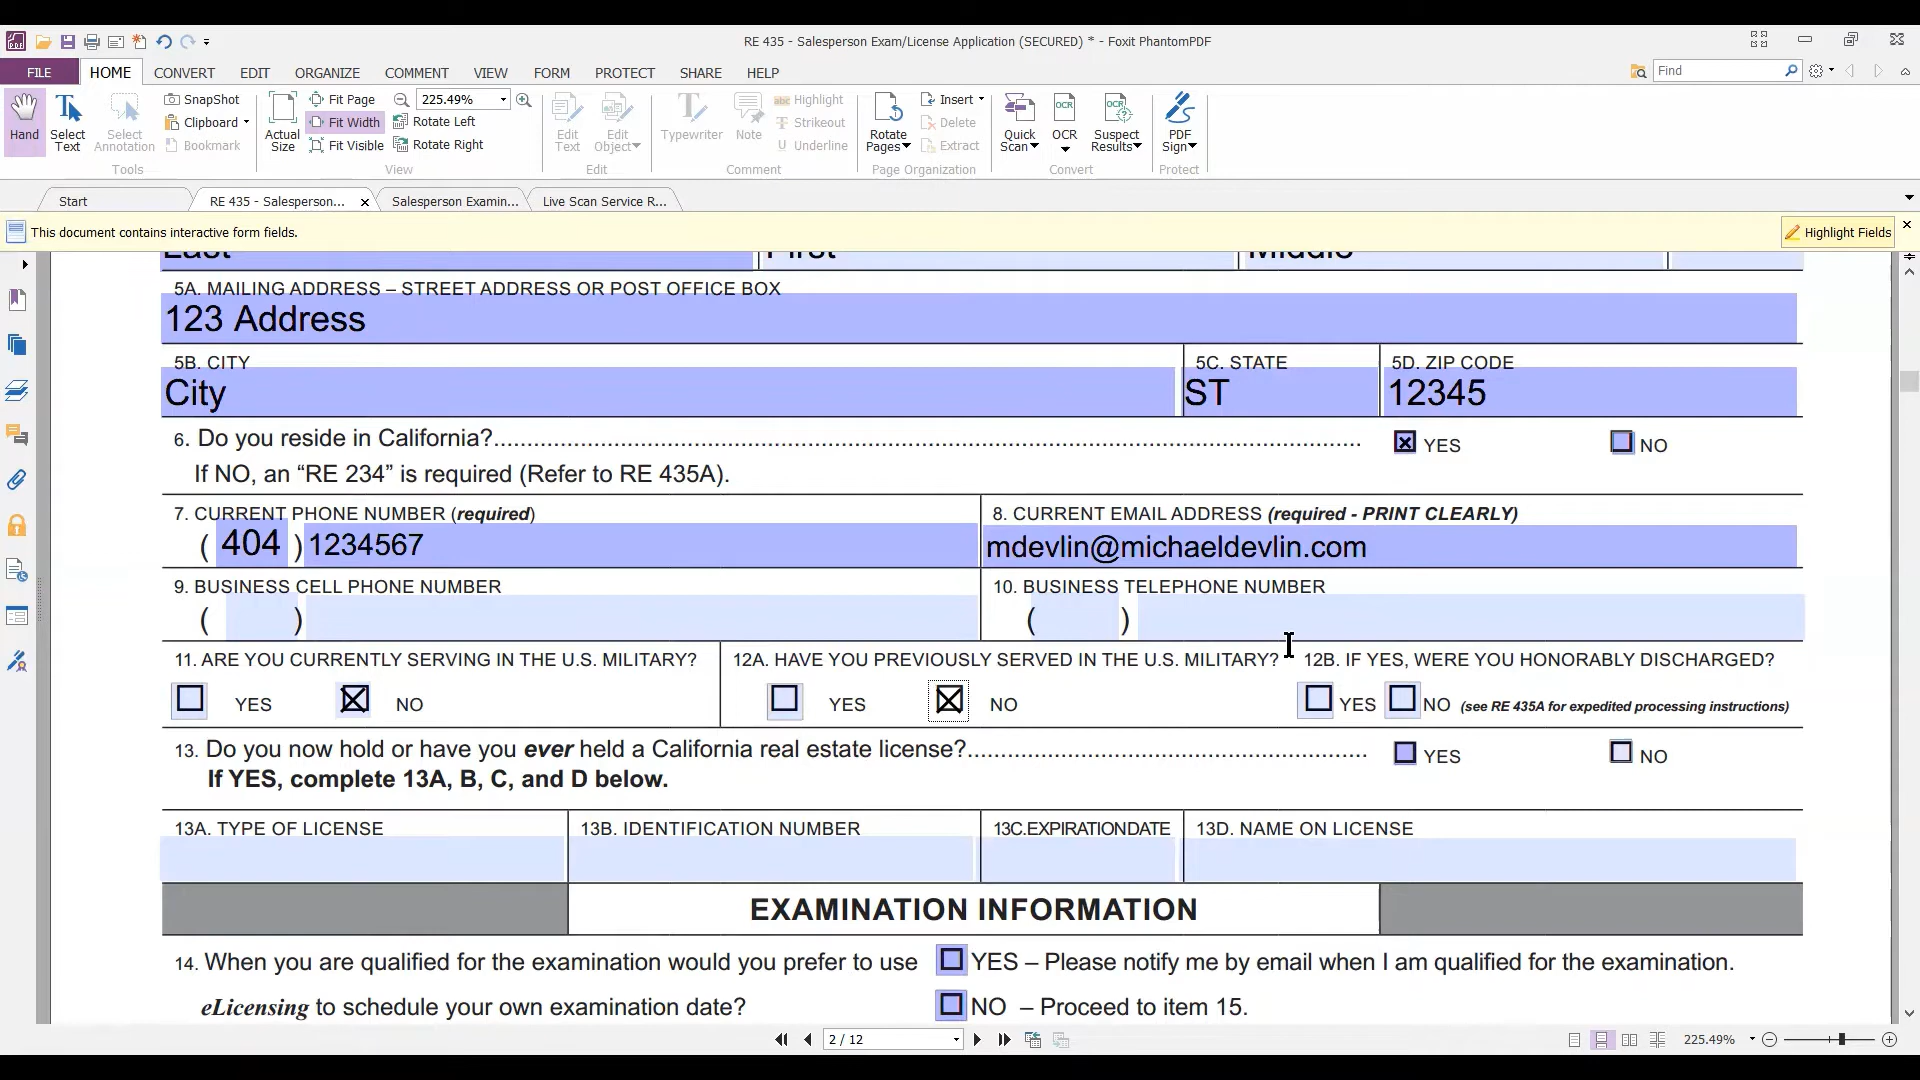 RE 435 - Salesperson Exam/License Application (SECURED) * - Foxit PhantomPDF
FILE HOME CONVERT EDIT ORGANIZE COMMENT VIEW FORM PROTECT SHARE HELP
Find
Hand
Select Text
Select Annotation
SnapShot
Clipboard
Bookmark
Tools
Actual Size
Fit Page
Fit Width
Fit Visible
225.49%
Rotate Left
Rotate Right
View
Edit Text
Edit Object
Edit
Typewriter
Note
Highlight
Strikeout
Underline
Comment
Rotate Pages
Insert
Delete
Extract
Page Organization
Quick Scan
OCR
Suspect Results
Convert
PDF Sign
Protect
Start
RE 435 - Salesperson...
Salesperson Examin...
Live Scan Service R...
This document contains interactive form fields.
Highlight Fields
Last First Middle
5A. MAILING ADDRESS – STREET ADDRESS OR POST OFFICE BOX
123 Address
5B. CITY 5C. STATE 5D. ZIP CODE
City ST 12345
6. Do you reside in California?.......... YES NO
If NO, an “RE 234” is required (Refer to RE 435A).
7. CURRENT PHONE NUMBER (required) 8. CURRENT EMAIL ADDRESS (required - PRINT CLEARLY)
( 404 ) 1234567 mdevlin@michaeldevlin.com
9. BUSINESS CELL PHONE NUMBER 10. BUSINESS TELEPHONE NUMBER
( ) ( )
11. ARE YOU CURRENTLY SERVING IN THE U.S. MILITARY? 12A. HAVE YOU PREVIOUSLY SERVED IN THE U.S. MILITARY? 12B. IF YES, WERE YOU HONORABLY DISCHARGED?
YES NO YES NO YES NO (see RE 435A for expedited processing instructions)
13. Do you now hold or have you ever held a California real estate license?.......... YES NO
If YES, complete 13A, B, C, and D below.
13A. TYPE OF LICENSE 13B. IDENTIFICATION NUMBER 13C.EXPIRATIONDATE 13D. NAME ON LICENSE
EXAMINATION INFORMATION
14. When you are qualified for the examination would you prefer to use YES – Please notify me by email when I am qualified for the examination.
eLicensing to schedule your own examination date? NO – Proceed to item 15.
2 / 12
225.49%